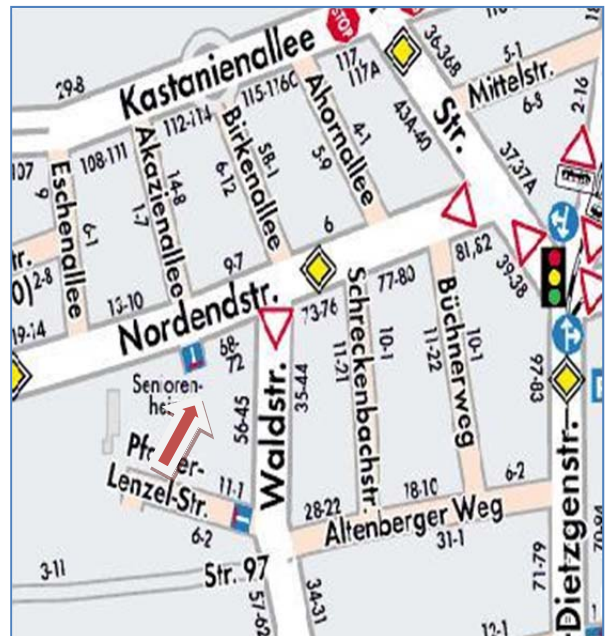 STOP
Kastanienallee
29-8
117,
117A
36-36B
5-1
Mittelstr.
6-8
2-16
Str.
43A-40
37,37A
107
9
108-111
112-114
115-116C
Eschenallee
6-1
Akazienallee
14-8
1-7
Birkenallee
5B-1
6-12
Ahornallee
4-1
5-9
tr.
2-8
6
9-7
13-10
19-14
Nordendstr.
81,82
39-38
77-80
73-76
68-
72
Schreckenbachstr.
10-1
11-21
Büchnerweg
10-1
11-22
97-83
Senioren-
Waldstr.
35-44
56-45
Lenzel-Str.
11-1
6-2
28-22
18-10
6-2
Altenberger Weg
31-1
Dietzgenstr.
71-79
70-84
3-11
Str. 97
57-62
34-31
12-1
1